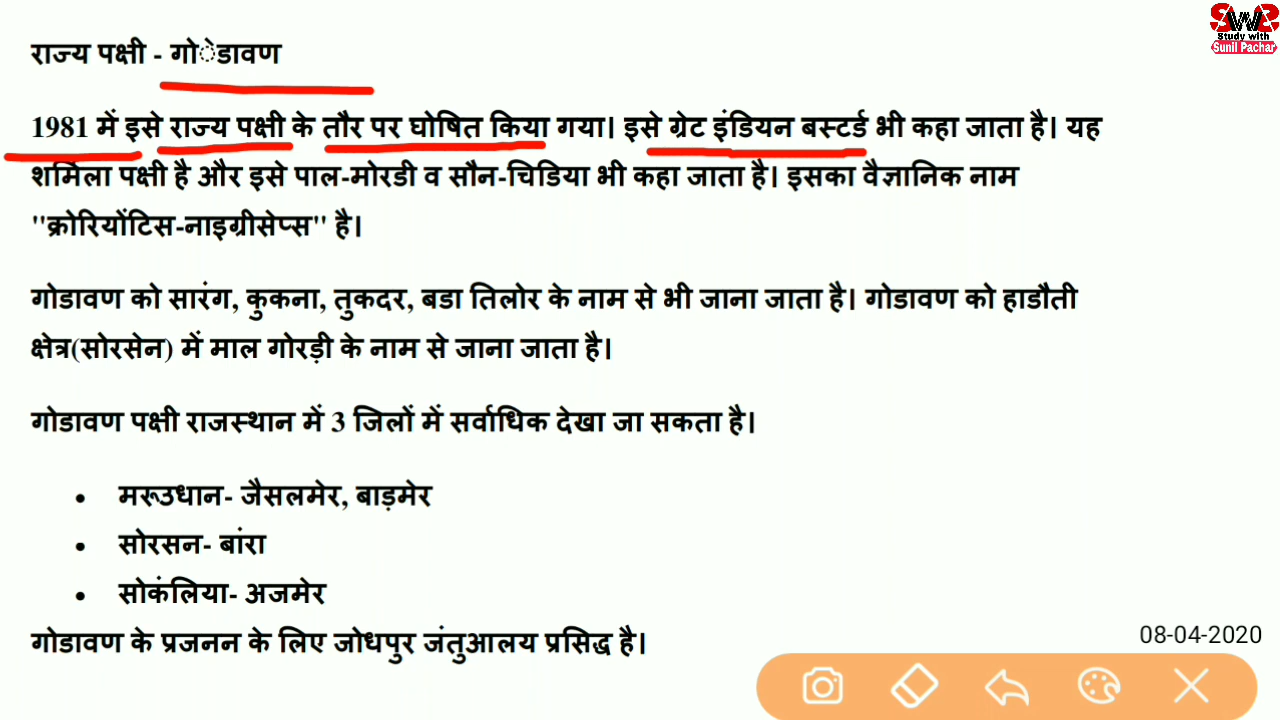 SWS
Study with
Sunil Pachar
राज्य पक्षी - गोेडावण
1981 में इसे राज्य पक्षी के तौर पर घोषित किया गया। इसे ग्रेट इंडियन बस्टर्ड भी कहा जाता है। यह
शर्मिला पक्षी है और इसे पाल-मोरडी व सौन-चिडिया भी कहा जाता है। इसका वैज्ञानिक नाम
"क्रोरियोंटिस-नाइग्रीसेप्स" है।
गोडावण को सारंग, कुकना, तुकदर, बडा तिलोर के नाम से भी जाना जाता है। गोडावण को हाडौती
क्षेत्र(सोरसेन) में माल गोरड़ी के नाम से जाना जाता है।
गोडावण पक्षी राजस्थान में 3 जिलों में सर्वाधिक देखा जा सकता है।
• मरूउधान- जैसलमेर, बाड़मेर
• सोरसन- बांरा
• सोकंलिया- अजमेर
गोडावण के प्रजनन के लिए जोधपुर जंतुआलय प्रसिद्ध है।
08-04-2020